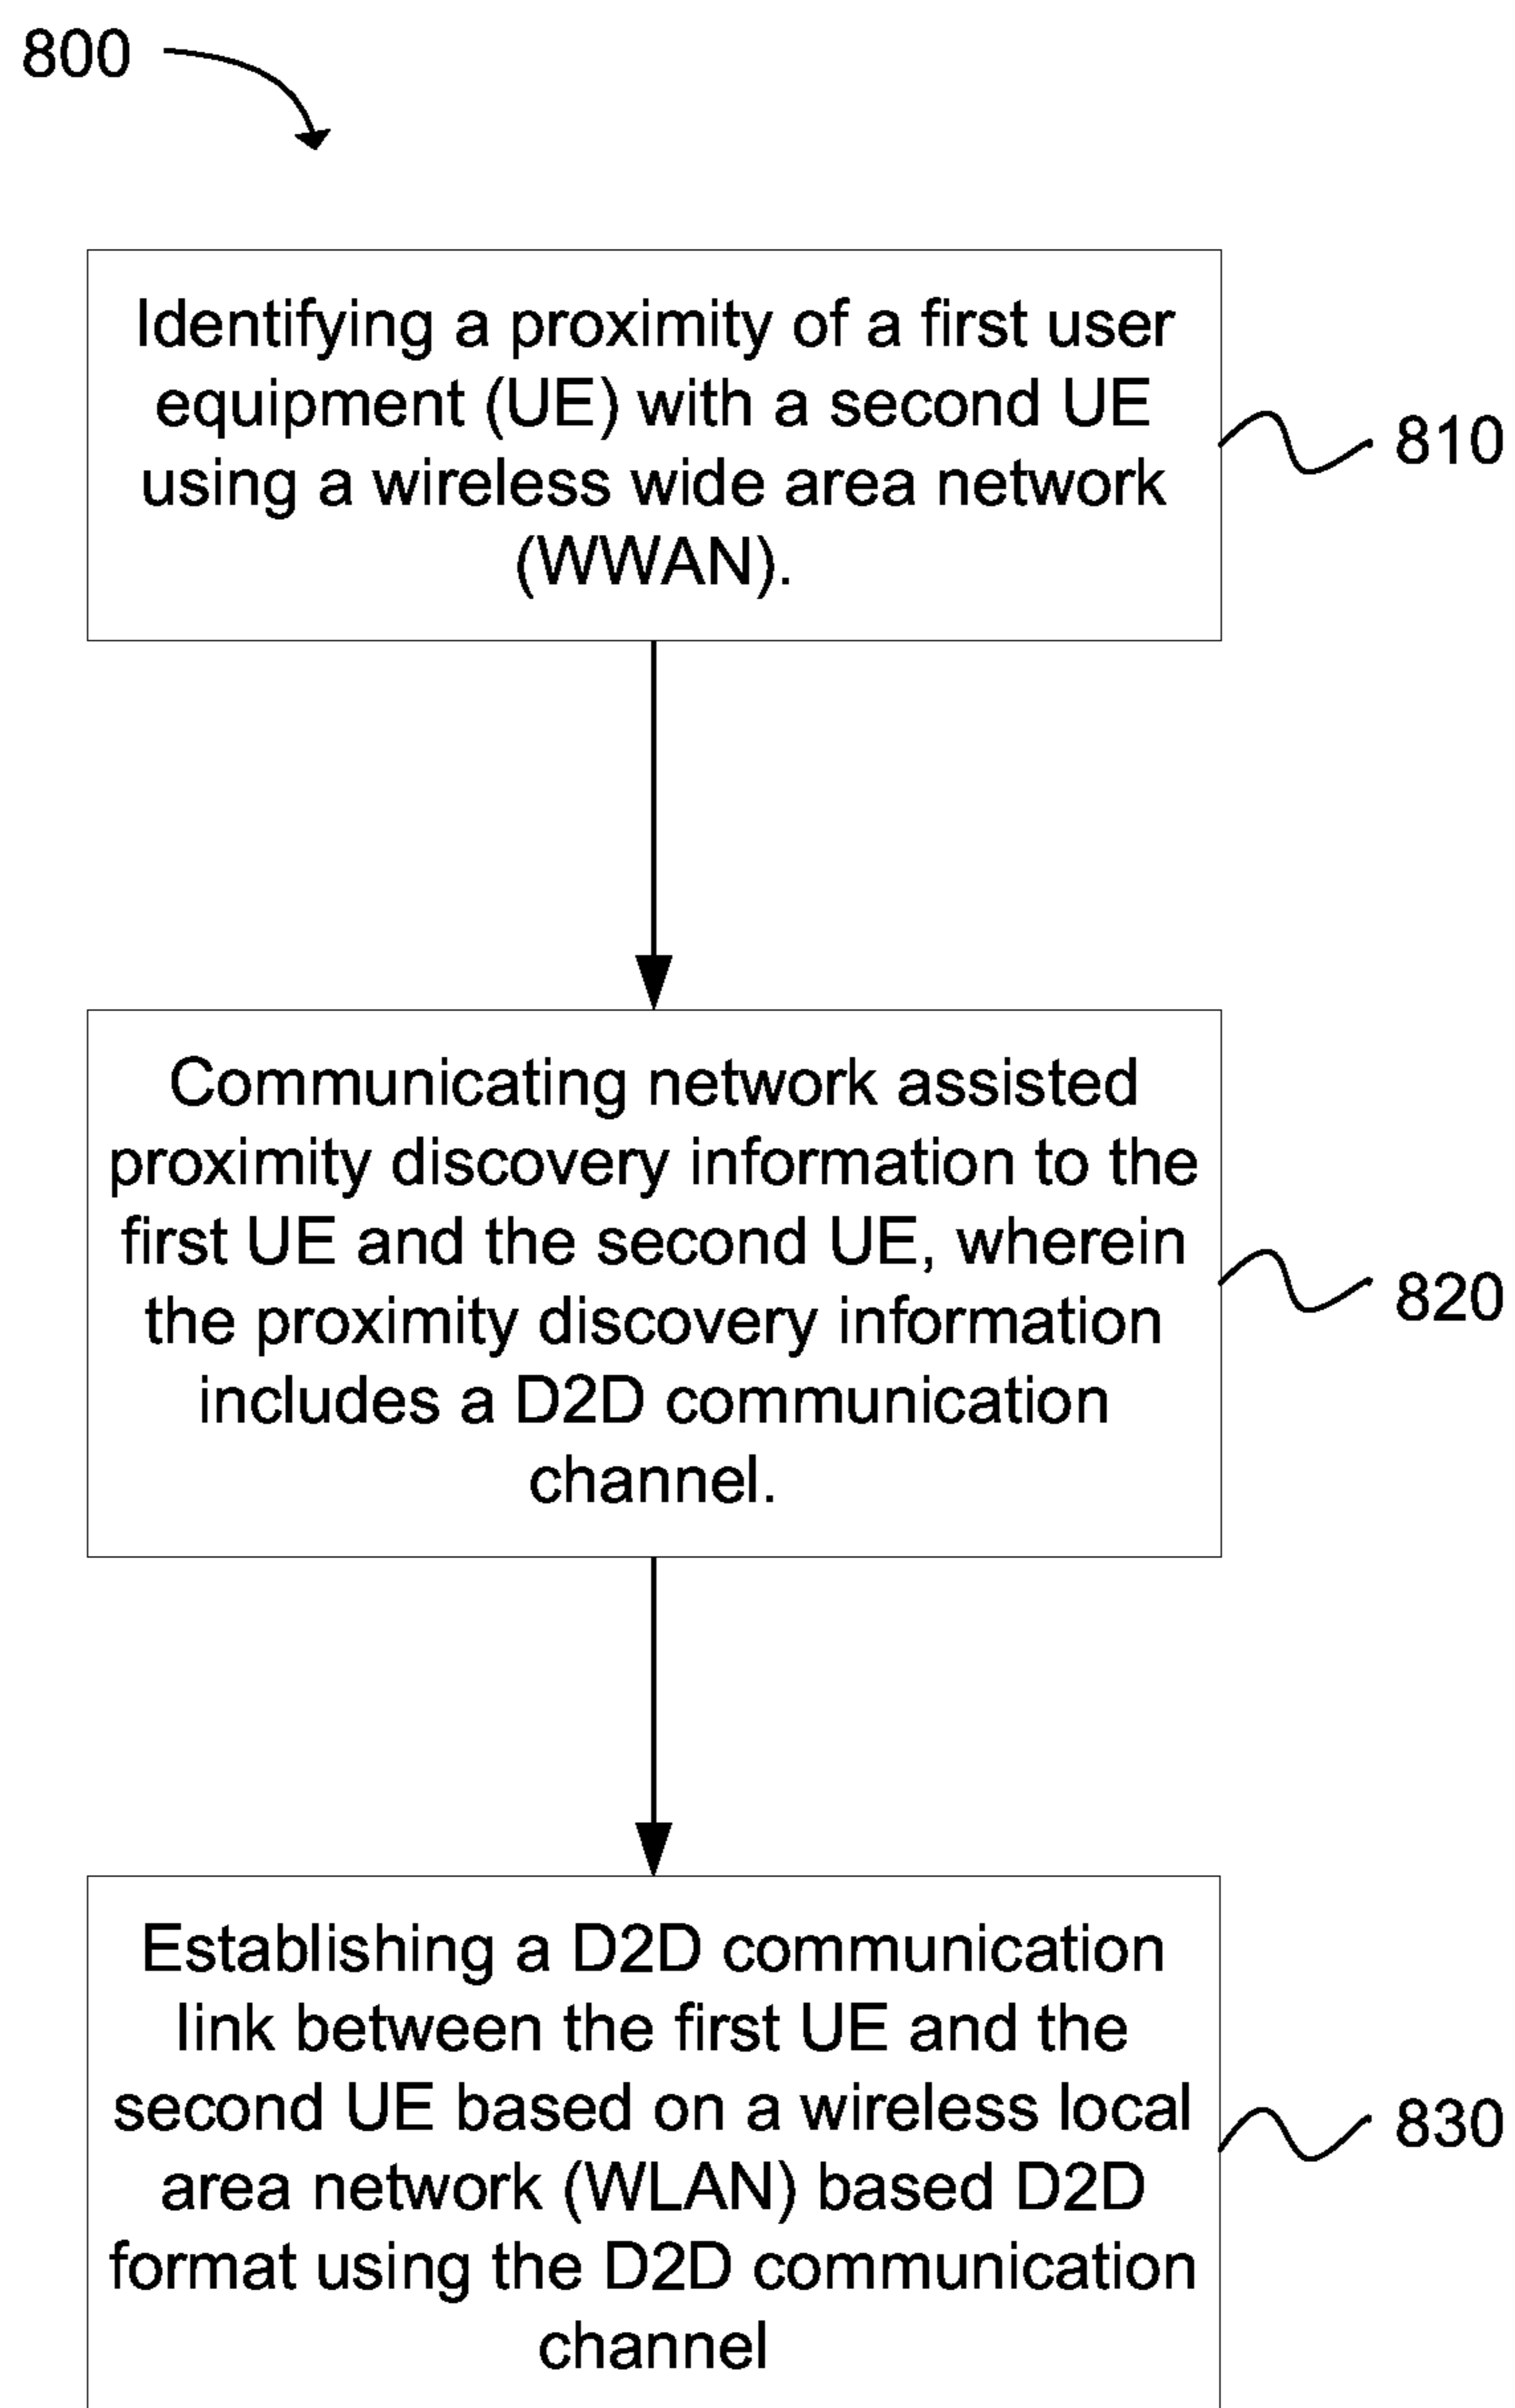 800
Identifying a proximity of a first user
equipment (UE) with a second UE
using a wireless wide area network
(WWAN).
810
Communicating network assisted
proximity discovery information to the
first UE and the second UE, wherein
the proximity discovery information
includes a D2D communication
channel.
820
Establishing a D2D communication
link between the first UE and the
second UE based on a wireless local
area network (WLAN) based D2D
format using the D2D communication
channel
830